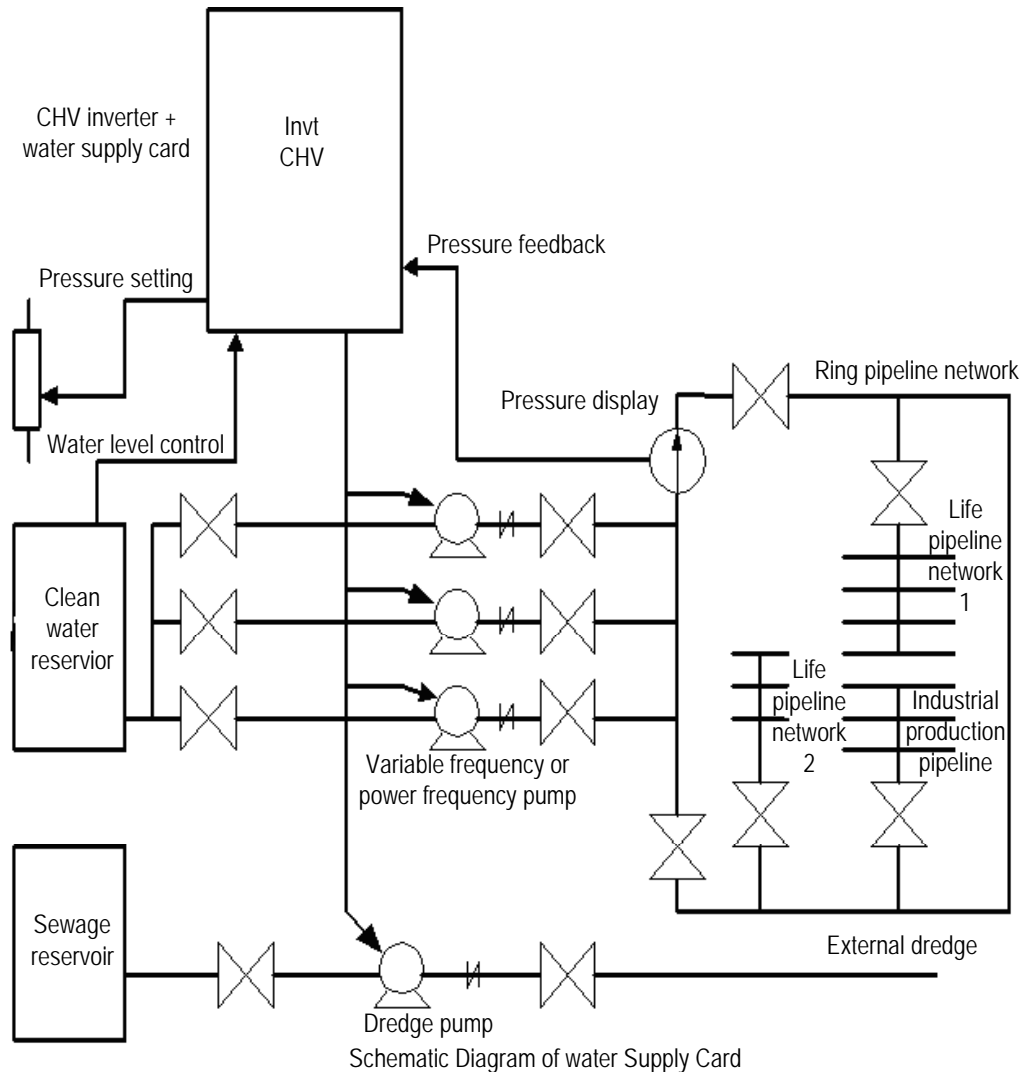 CHV inverter +
water supply card
Invt
CHV
Pressure feedback
Pressure setting
Ring pipeline network
Pressure display
Water level control
Life
pipeline
network
1
Clean
water
reservior
Life
pipeline
network
2
Industrial
production
pipeline
Variable frequency or
power frequency pump
Sewage
reservoir
External dredge
Dredge pump
Schematic Diagram of water Supply Card